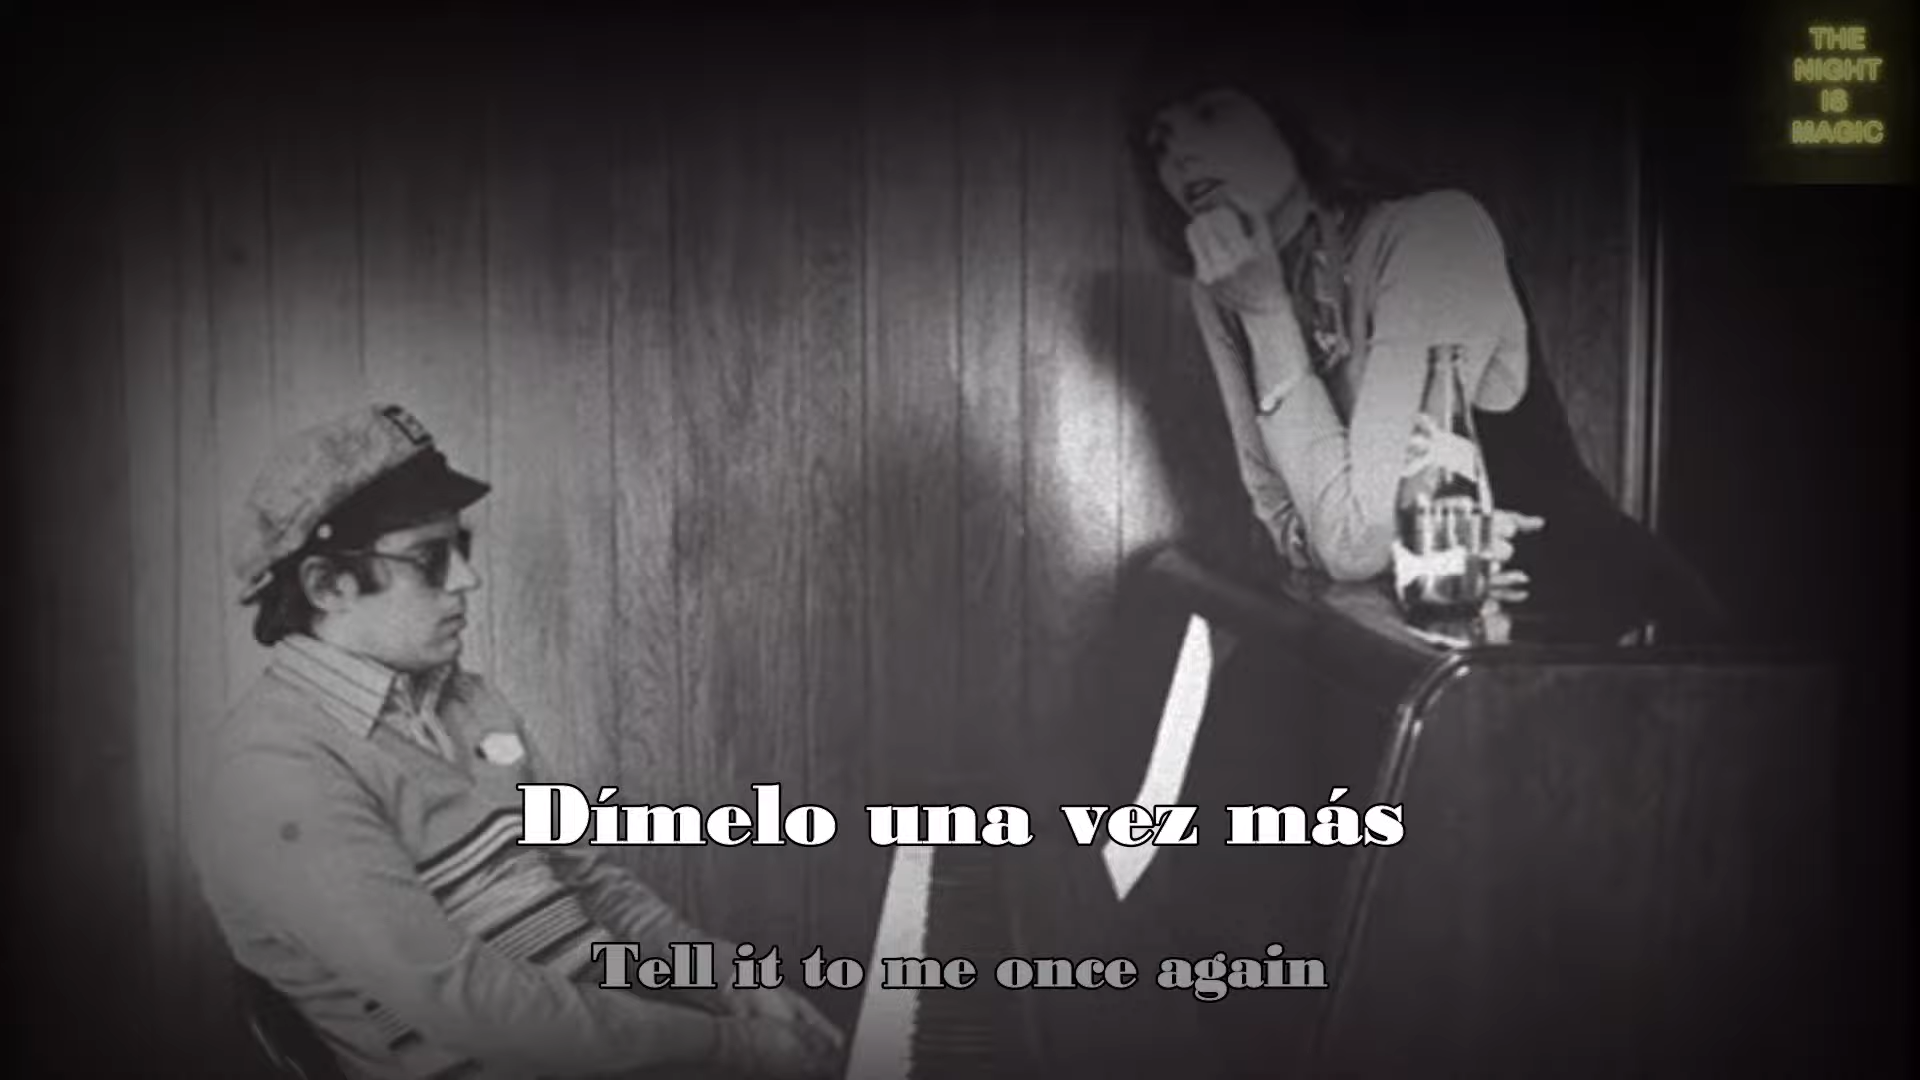 THE
NIGHT
IS
MAGIC
Dímelo una vez más
Tell it to me once again